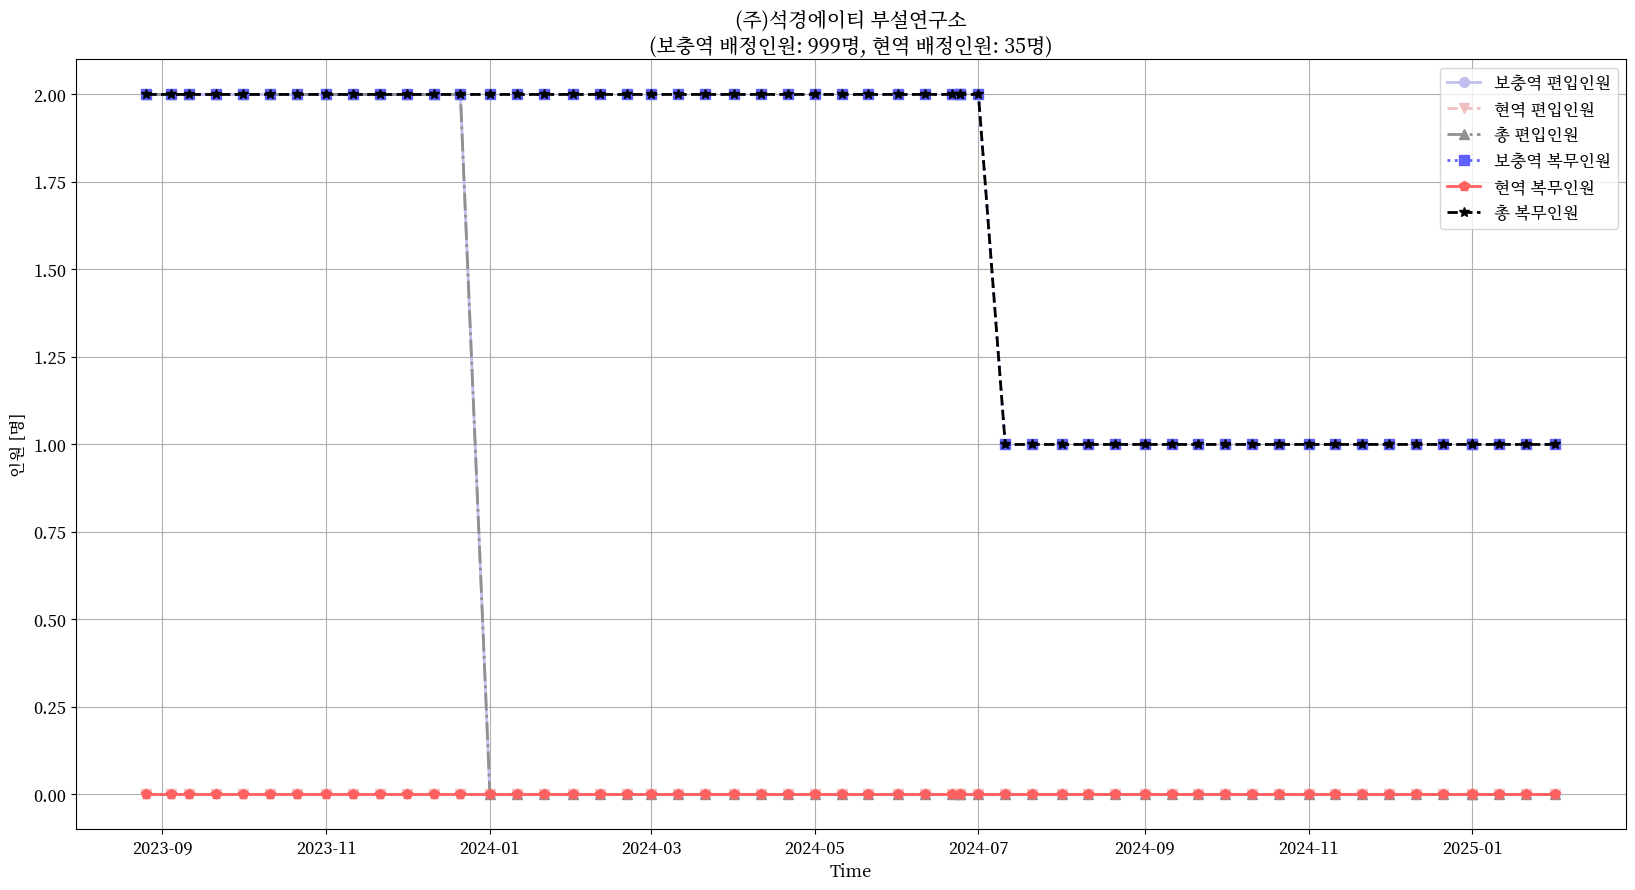 (주)석경에이티 부설연구소
(보충역 배정인원: 999명, 현역 배정인원: 35명)
보충역 편입인원
현역 편입인원
총 편입인원
보충역 복무인원
현역 복무인원
총 복무인원
인원 [명]
2.00
1.75
1.50
1.25
1.00
0.75
0.50
0.25
0.00
2023-09 2023-11 2024-01 2024-03 2024-05 2024-07 2024-09 2024-11 2025-01
Time